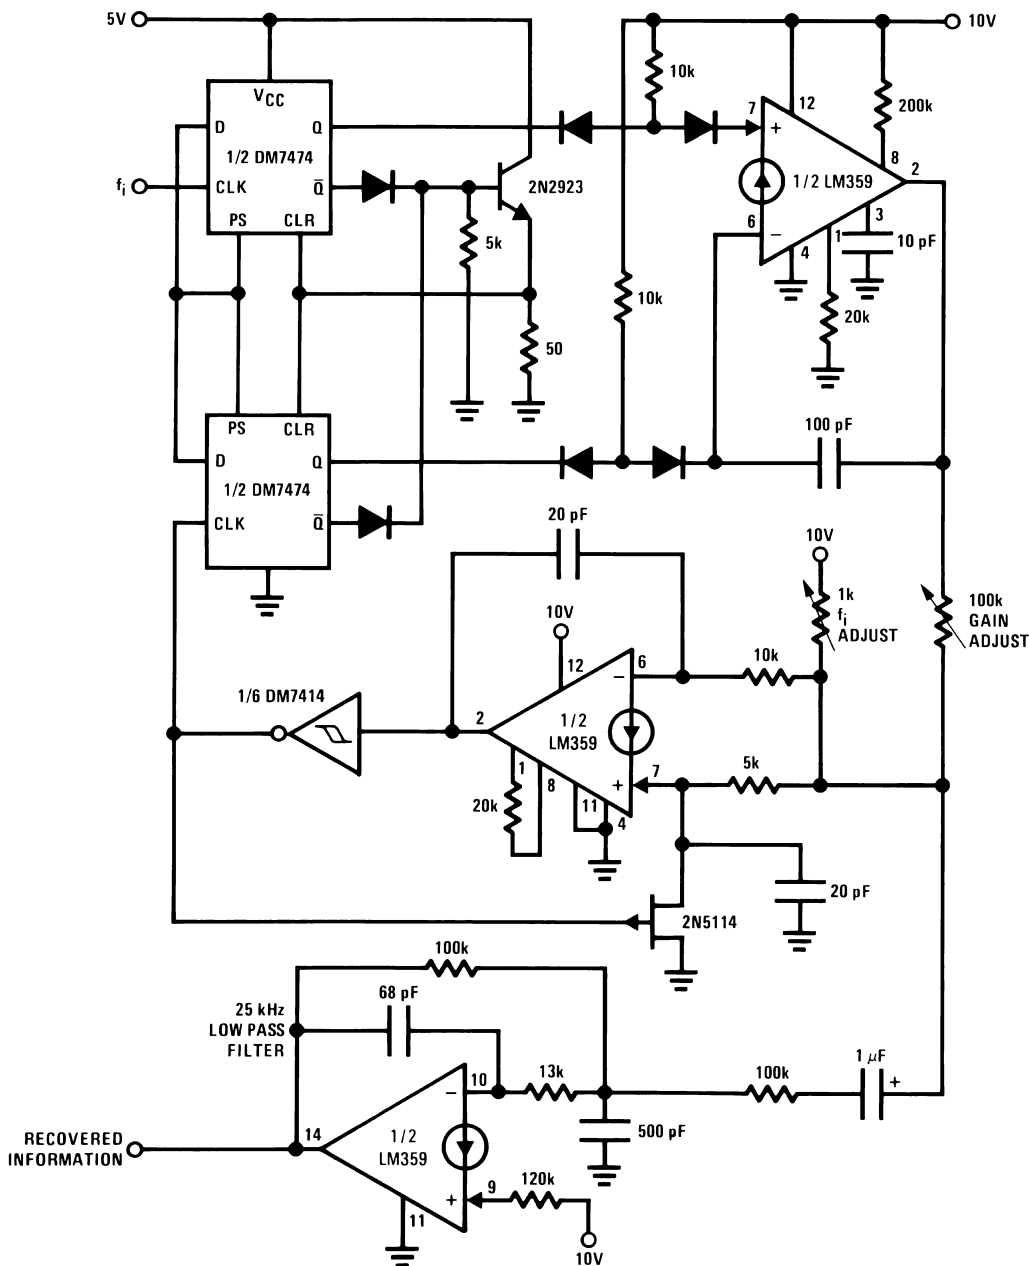 5V
10V
VCC
10k
12
200k
D
Q
7
+
8
1/2 DM7474
2
fi
CLK
Q̅
2N2923
1/2 LM359
6
−
3
PS
CLR
5k
1
10 pF
4
10k
20k
50
PS
CLR
100 pF
D
Q
1/2 DM7474
CLK
Q̅
20 pF
10V
10V
1k
fi
ADJUST
100k
GAIN
ADJUST
12
6
−
10k
1/6 DM7414
2
1/2
LM359
5k
1
8
+
7
20k
11
4
20 pF
2N5114
100k
25 kHz
LOW PASS
FILTER
68 pF
1 μF
+
10
−
13k
100k
RECOVERED
INFORMATION
14
1/2
LM359
500 pF
+
9
120k
11
10V